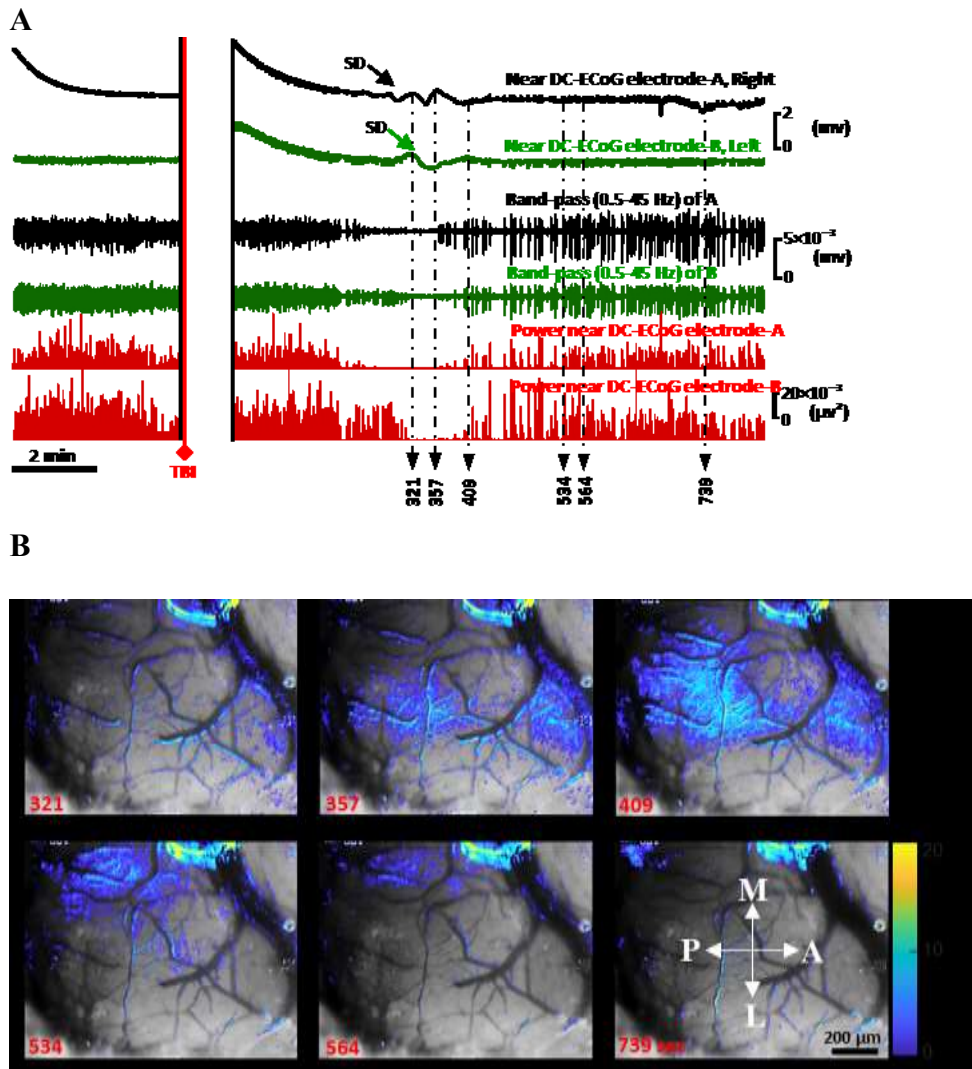 A
SD
Near DC-ECoG electrode-A, Right
2
(mv)
0
SD
Near DC-ECoG electrode-B, Left
Band-pass (0.5-45 Hz) of A
5×10⁻³
(mv)
0
Band-pass (0.5-45 Hz) of B
Power near DC-ECoG electrode-A
Power near DC-ECoG electrode-B
20×10⁻³
(μv²)
0
2 min
TBI
321
357
409
534
564
739
B
321
357
409
534
564
739
M
P
A
L
200 μm
20
10
0